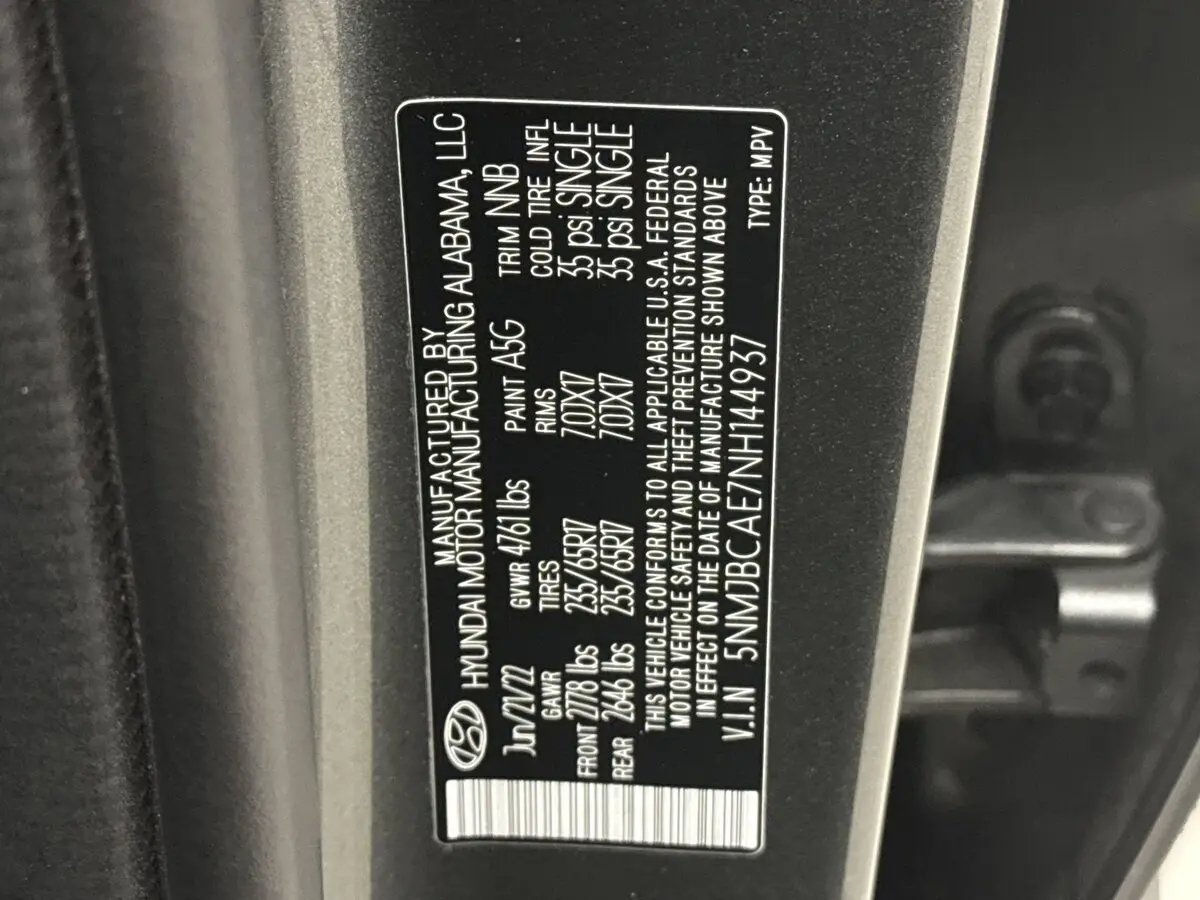 MANUFACTURED BY
HYUNDAI MOTOR MANUFACTURING ALABAMA, LLC
Jun/21/22 GVWR 4761 lbs PAINT A5G TRIM NNB
GAWR TIRES RIMS COLD TIRE INFL
FRONT 2778 lbs 235/65R17 7.0JX17 35 psi SINGLE
REAR 2646 lbs 235/65R17 7.0JX17 35 psi SINGLE
THIS VEHICLE CONFORMS TO ALL APPLICABLE U.S.A. FEDERAL
MOTOR VEHICLE SAFETY AND THEFT PREVENTION STANDARDS
IN EFFECT ON THE DATE OF MANUFACTURE SHOWN ABOVE
V.I.N 5NMJBCAE7NH144937 TYPE: MPV